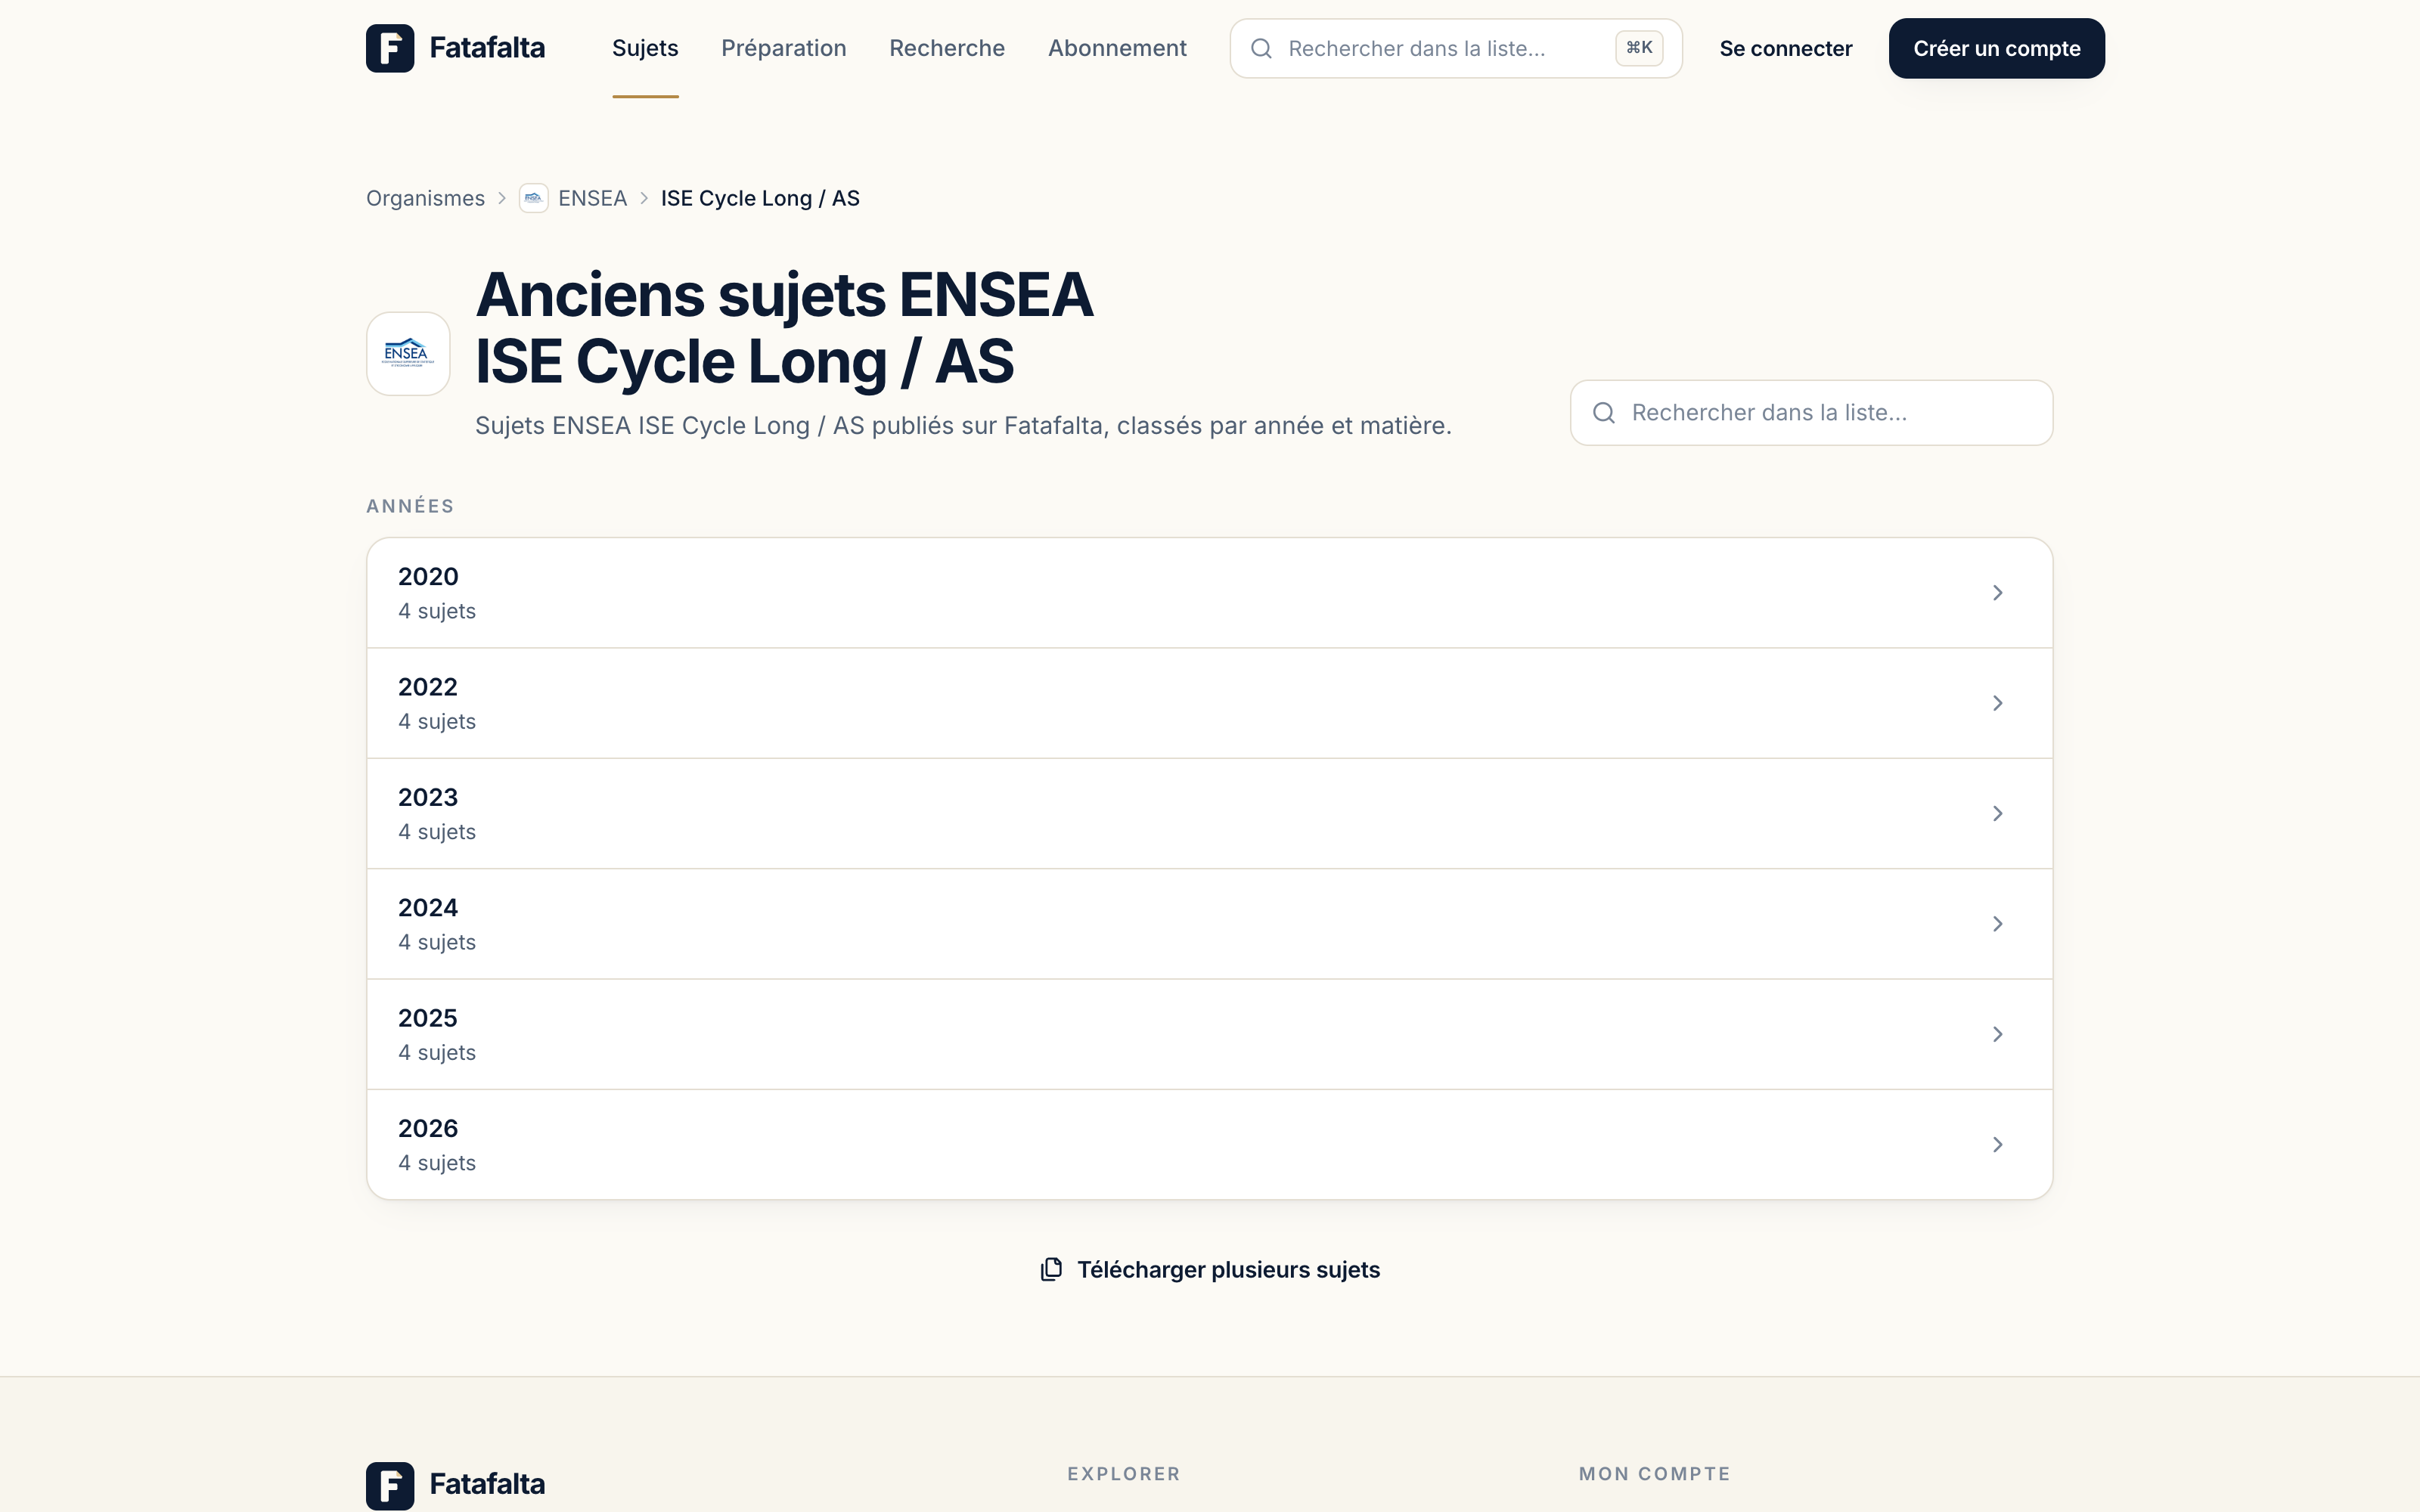 Fatafalta
Sujets
Préparation
Recherche
Abonnement
Rechercher dans la liste...
⌘K
Se connecter
Créer un compte
Organismes
ENSEA
ISE Cycle Long / AS
ENSEA
Anciens sujets ENSEA
ISE Cycle Long / AS
Sujets ENSEA ISE Cycle Long / AS publiés sur Fatafalta, classés par année et matière.
Rechercher dans la liste...
ANNÉES
2020
4 sujets
2022
4 sujets
2023
4 sujets
2024
4 sujets
2025
4 sujets
2026
4 sujets
Télécharger plusieurs sujets
Fatafalta
EXPLORER
MON COMPTE